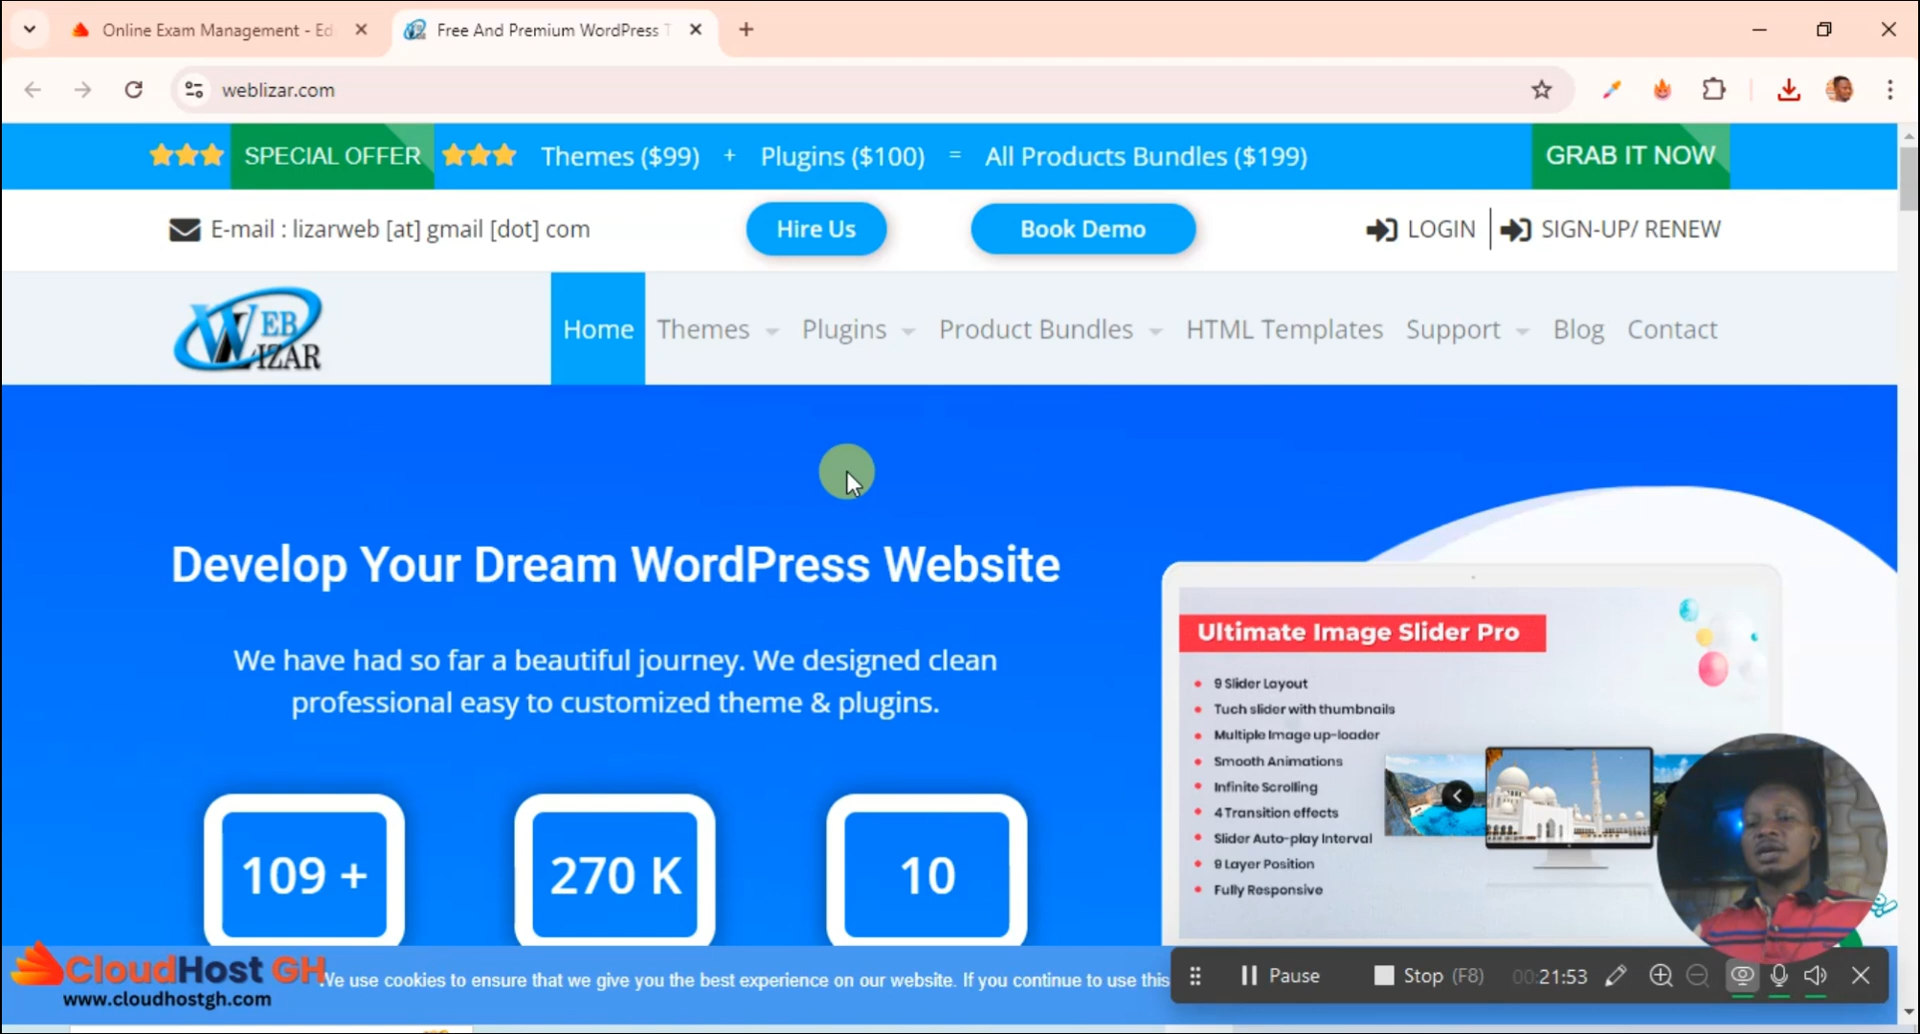 Online Exam Management - Ed
Free And Premium WordPress T
weblizar.com
SPECIAL OFFER
Themes ($99) + Plugins ($100) = All Products Bundles ($199)
GRAB IT NOW
E-mail : lizarweb [at] gmail [dot] com
Hire Us
Book Demo
LOGIN
SIGN-UP/ RENEW
WEB LIZAR
Home
Themes
Plugins
Product Bundles
HTML Templates
Support
Blog
Contact
Develop Your Dream WordPress Website
We have had so far a beautiful journey. We designed clean
professional easy to customized theme & plugins.
109 +
270 K
10
Ultimate Image Slider Pro
9 Slider Layout
Tuch slider with thumbnails
Multiple Image up-loader
Smooth Animations
Infinite Scrolling
4 Transition effects
Slider Auto-play Interval
9 Layer Position
Fully Responsive
CloudHost GH
www.cloudhostgh.com
We use cookies to ensure that we give you the best experience on our website. If you continue to use this
Pause
Stop (F8)
00:21:53